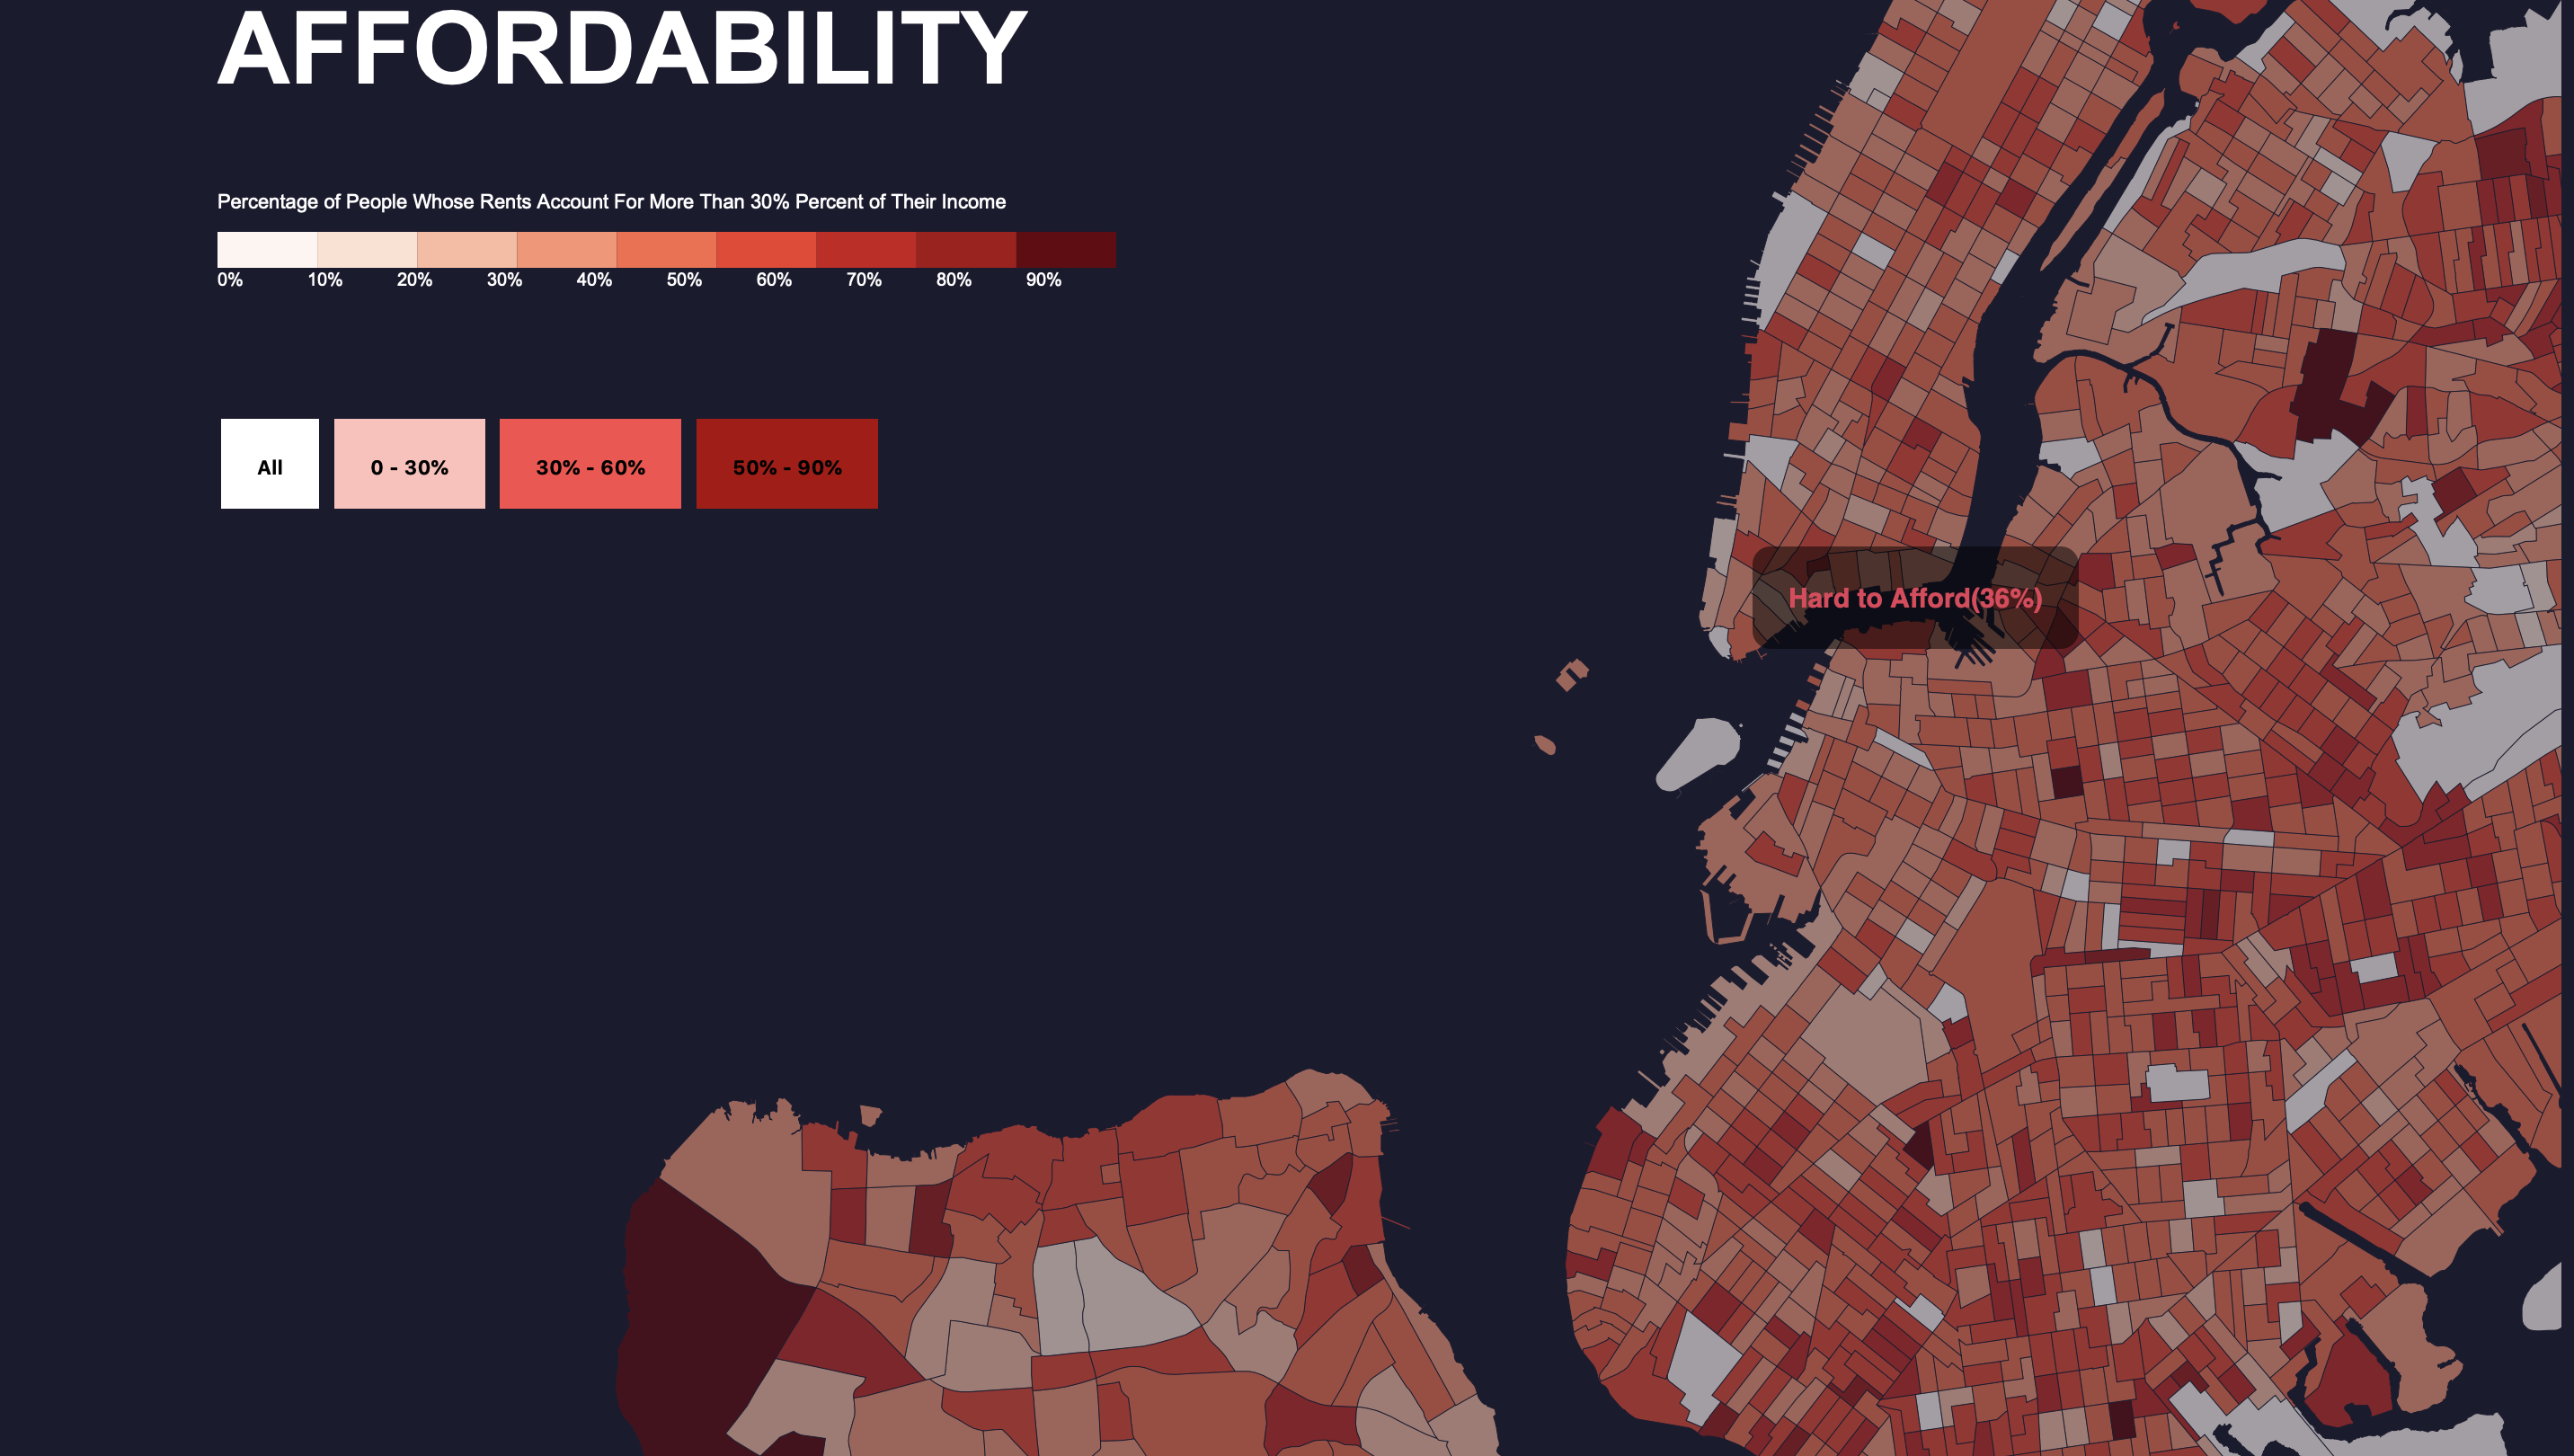 AFFORDABILITY
Percentage of People Whose Rents Account For More Than 30% Percent of Their Income
0% 10% 20% 30% 40% 50% 60% 70% 80% 90%
All 0 - 30% 30% - 60% 50% - 90%
Hard to Afford(36%)